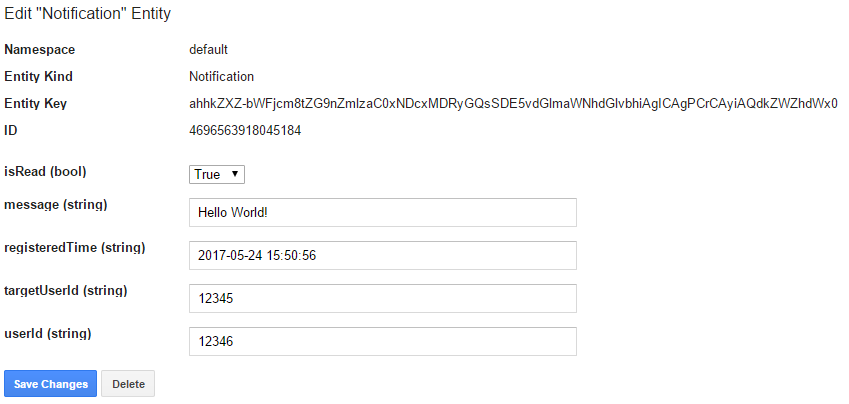 Edit "Notification" Entity
Namespace default
Entity Kind Notification
Entity Key ahhkZXZ-bWFjcm8tZG9nZmlzaC0xNDcxMDRyGQsSDE5vdGlmaWNhdGlvbhiAgICAgPCrCAyiAQdkZWZhdWx0
ID 4696563918045184
isRead (bool) True
message (string) Hello World!
registeredTime (string) 2017-05-24 15:50:56
targetUserId (string) 12345
userId (string) 12346
Save Changes Delete